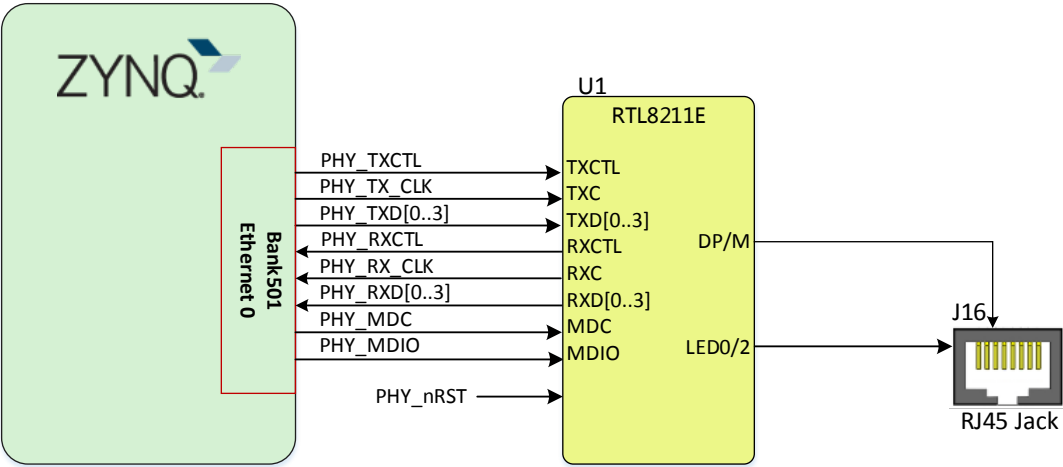 ZYNQ.
U1
RTL8211E
PHY_TXCTL
TXCTL
PHY_TX_CLK
TXC
PHY_TXD[0..3]
TXD[0..3]
PHY_RXCTL
RXCTL
DP/M
PHY_RX_CLK
RXC
PHY_RXD[0..3]
RXD[0..3]
PHY_MDC
MDC
PHY_MDIO
MDIO
LED0/2
Bank501
Ethernet 0
PHY_nRST
J16
RJ45 Jack